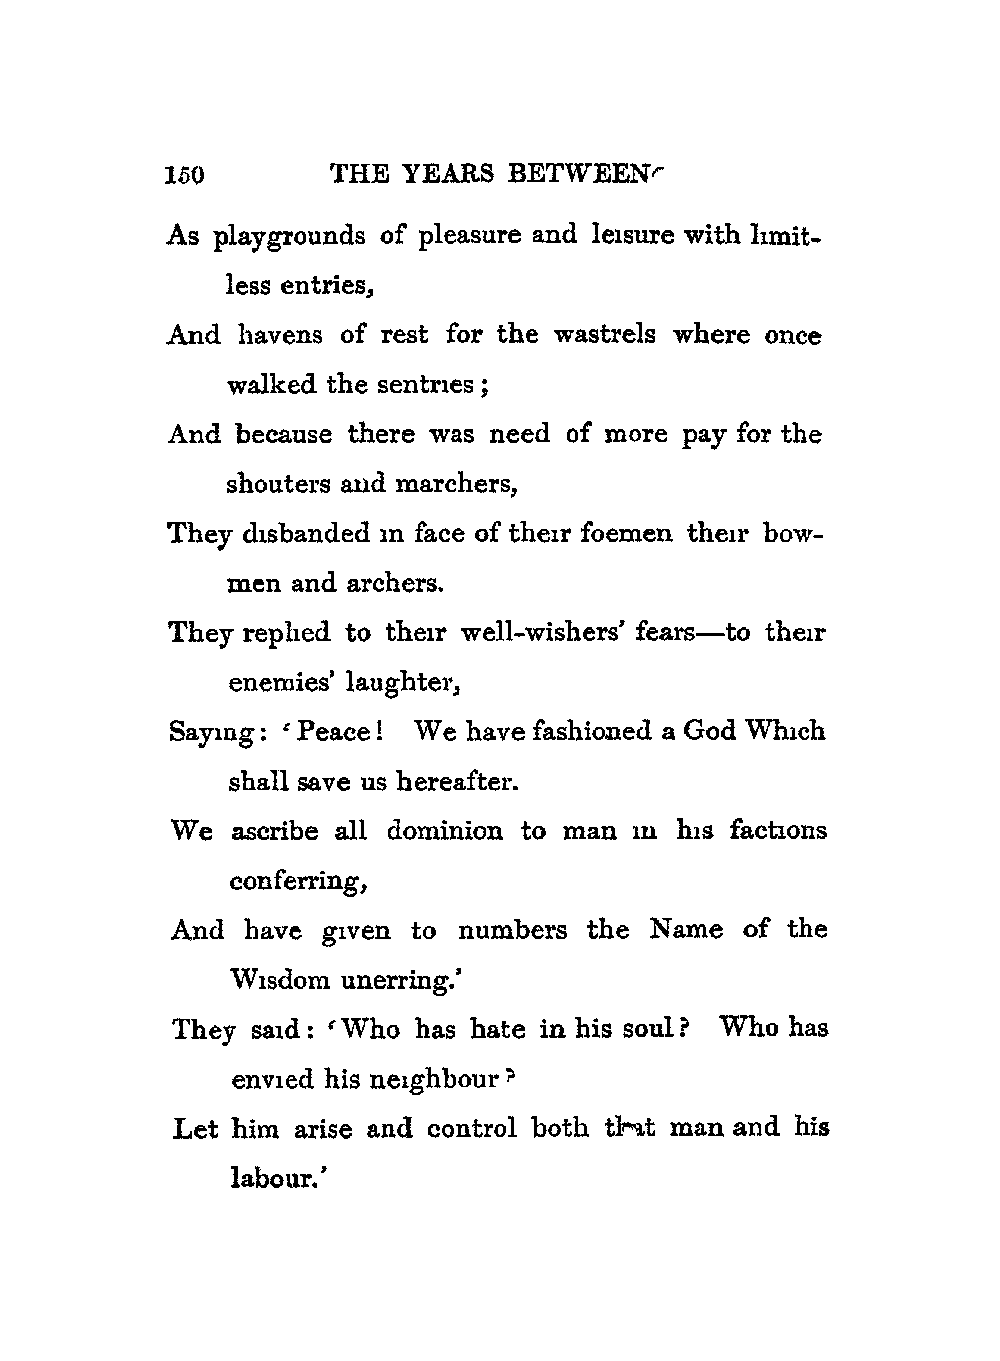 150 THE YEARS BETWEEN
As playgrounds of pleasure and leisure with limit-
less entries,
And havens of rest for the wastrels where once
walked the sentries;
And because there was need of more pay for the
shouters and marchers,
They disbanded in face of their foemen their bow-
men and archers.
They replied to their well-wishers' fears—to their
enemies' laughter,
Saying: 'Peace! We have fashioned a God Which
shall save us hereafter.
We ascribe all dominion to man in his factions
conferring,
And have given to numbers the Name of the
Wisdom unerring.'
They said: 'Who has hate in his soul? Who has
envied his neighbour?
Let him arise and control both that man and his
labour.'